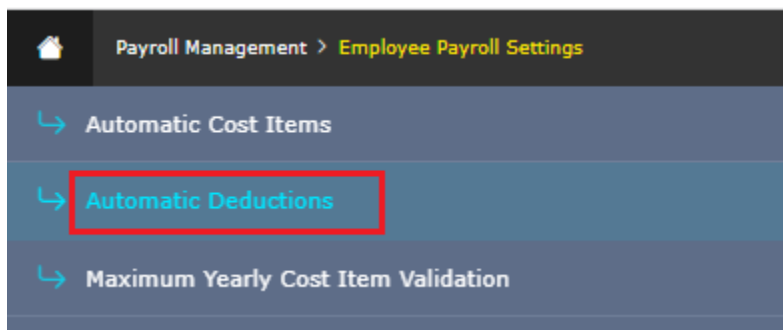 Payroll Management > Employee Payroll Settings
Automatic Cost Items
Automatic Deductions
Maximum Yearly Cost Item Validation